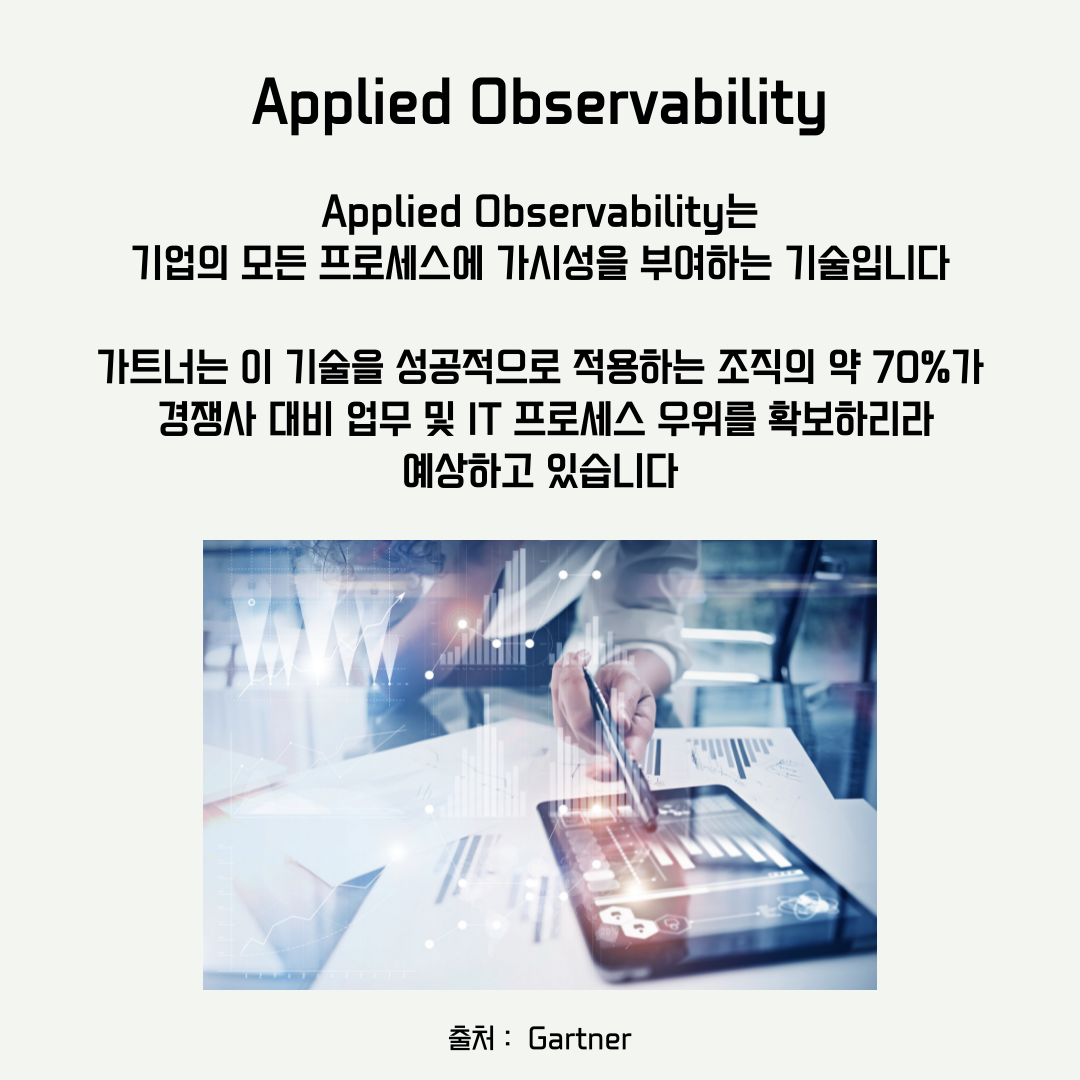 Applied Observability
Applied Observability는
기업의 모든 프로세스에 가시성을 부여하는 기술입니다
가트너는 이 기술을 성공적으로 적용하는 조직의 약 70%가
경쟁사 대비 업무 및 IT 프로세스 우위를 확보하리라
예상하고 있습니다
출처 : Gartner